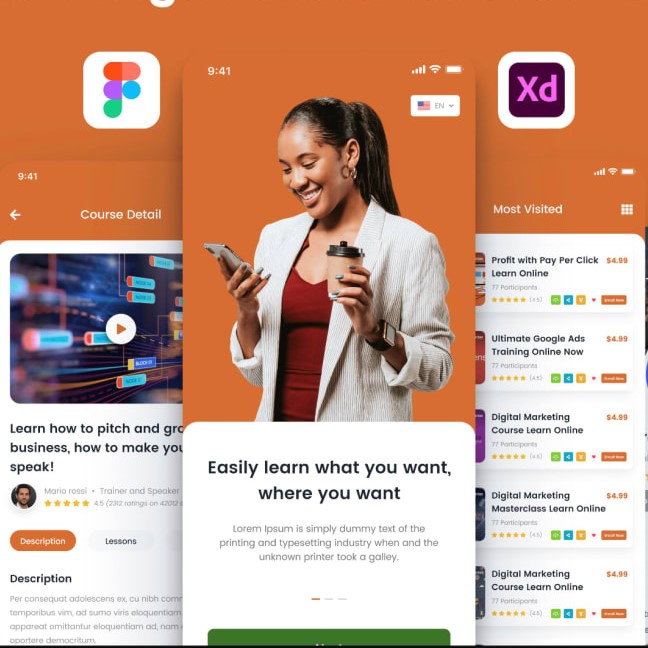 Xd
9:41
EN
Easily learn what you want,
where you want
Lorem Ipsum is simply dummy text of the
printing and typesetting industry when and the
unknown printer took a galley.
9:41
Course Detail
Learn how to pitch and gro
business, how to make you
speak!
Mario rossi • Trainer and Speaker
4.5 (2312 ratings on 42012
Description
Lessons
Description
Per consequat adolescens ex, cu nibh comm
temporibus vim, ad sumo viris eloquentiam
appareat omittantur eloquentiam ad, nam
oportere democritum.
Most Visited
Profit with Pay Per Click
Learn Online
$4.99
77 Participants
(4.5)
Enroll Now
Ultimate Google Ads
Training Online Now
$4.99
77 Participants
(4.5)
Enroll Now
Digital Marketing
Course Learn Online
$4.99
77 Participants
(4.5)
Enroll Now
Digital Marketing
Masterclass Learn Online
$4.99
77 Participants
(4.5)
Enroll Now
Digital Marketing
Course Learn Online
$4.99
77 Participants
(4.5)
Enroll Now